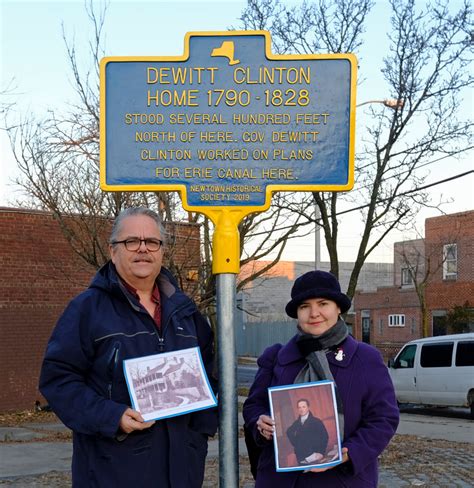 DEWITT CLINTON
HOME 1790-1828
STOOD SEVERAL HUNDRED FEET
NORTH OF HERE. GOV. DEWITT
CLINTON WORKED ON PLANS
FOR ERIE CANAL HERE.
NEWTOWN HISTORICAL
SOCIETY 2019